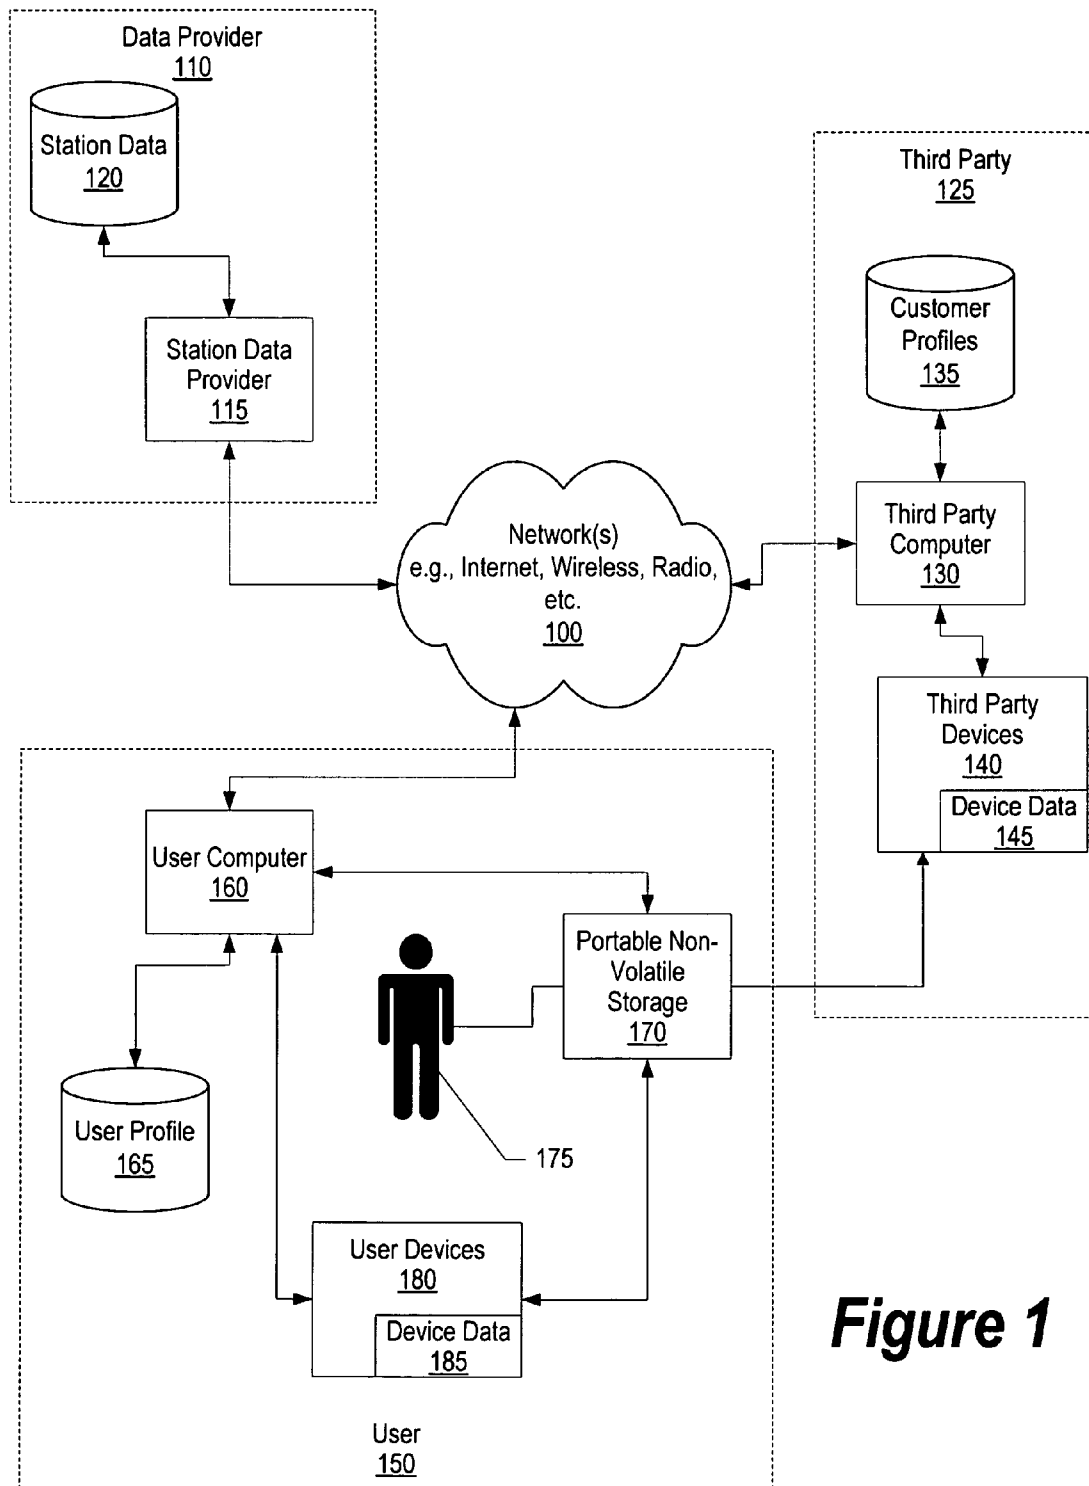 Data Provider
110
Station Data
120
Station Data
Provider
115
Third Party
125
Customer
Profiles
135
Third Party
Computer
130
Third Party
Devices
140
Device Data
145
Network(s)
e.g., Internet, Wireless, Radio,
etc.
100
User Computer
160
Portable Non-
Volatile
Storage
170
User Profile
165
175
User Devices
180
Device Data
185
User
150
Figure 1